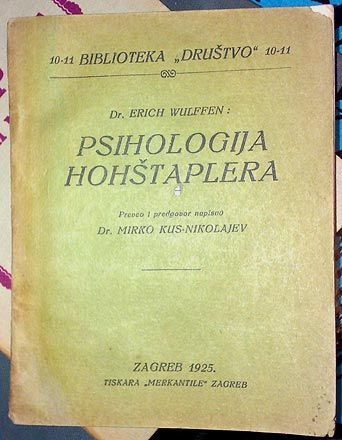 10-11 BIBLIOTEKA „DRUŠTVO“ 10-11
Dr. ERICH WULFFEN:
PSIHOLOGIJA
HOHŠTAPLERA
Preveo i predgovor napisao
Dr. MIRKO KUS-NIKOLAJEV
ZAGREB 1925.
TISKARA „MERKANTILE“ ZAGREB